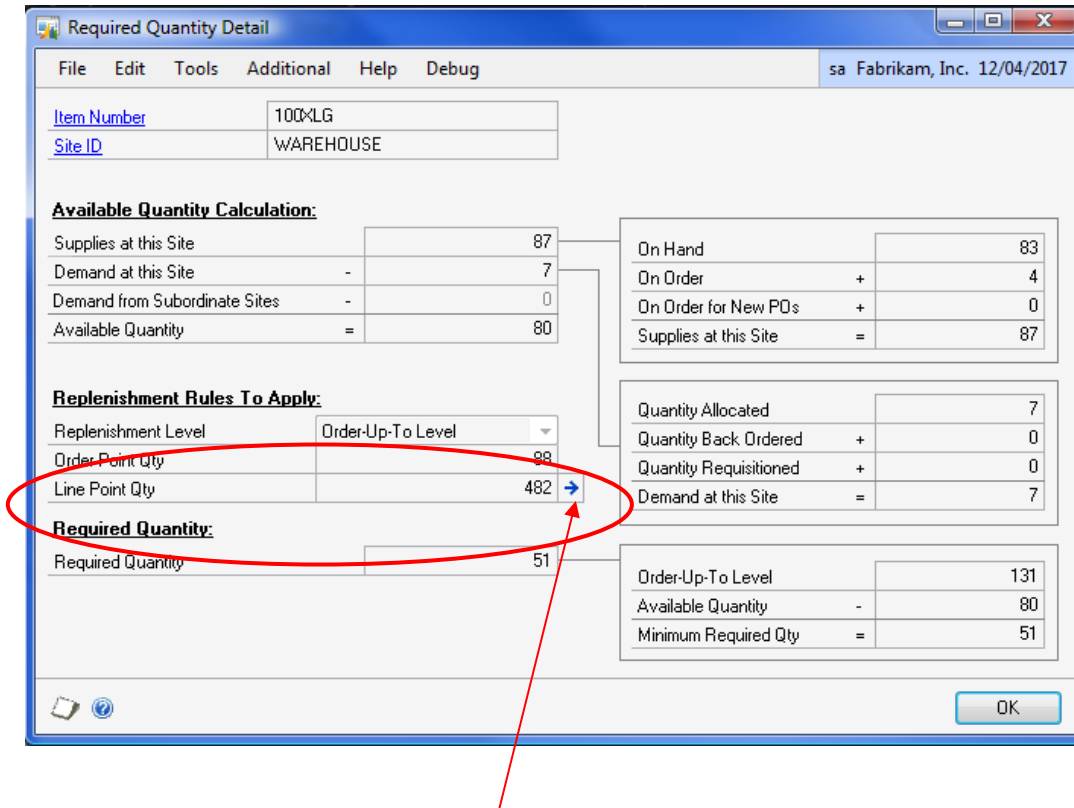 Required Quantity Detail
File Edit Tools Additional Help Debug sa Fabrikam, Inc. 12/04/2017
Item Number 100XLG
Site ID WAREHOUSE
Available Quantity Calculation:
Supplies at this Site 87
Demand at this Site - 7
Demand from Subordinate Sites - 0
Available Quantity = 80
On Hand 83
On Order + 4
On Order for New POs + 0
Supplies at this Site = 87
Replenishment Rules To Apply:
Replenishment Level Order-Up-To Level
Order Point Qty 88
Line Point Qty 482
Quantity Allocated 7
Quantity Back Ordered + 0
Quantity Requisitioned + 0
Demand at this Site = 7
Required Quantity:
Required Quantity 51
Order-Up-To Level 131
Available Quantity - 80
Minimum Required Qty = 51
OK